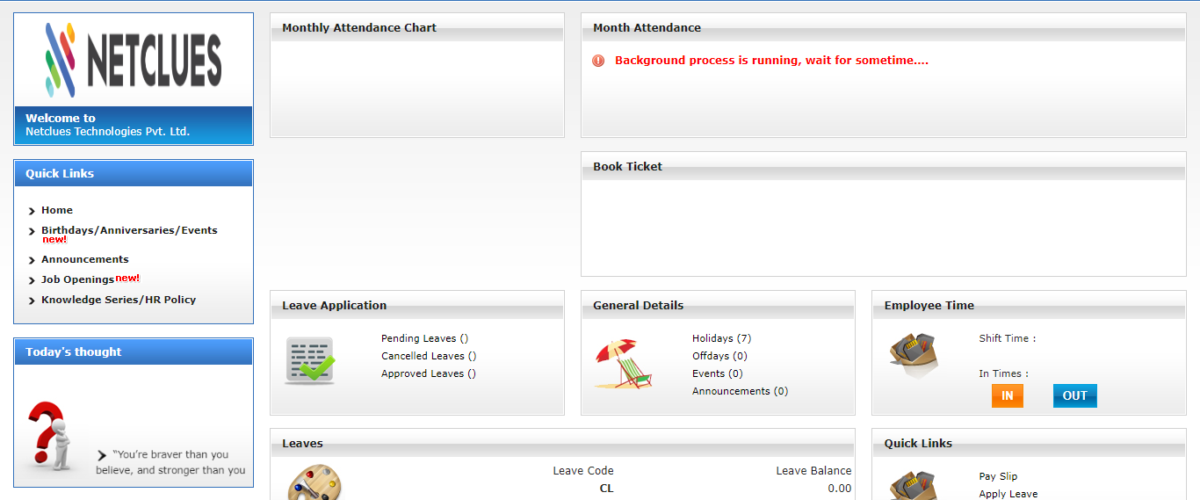 NETCLUES
Welcome to
Netclues Technologies Pvt. Ltd.
Quick Links
Home
Birthdays/Anniversaries/Events
new!
Announcements
Job Openings new!
Knowledge Series/HR Policy
Today's thought
"You're braver than you
believe, and stronger than you
Monthly Attendance Chart
Month Attendance
Background process is running, wait for sometime....
Book Ticket
Leave Application
Pending Leaves ()
Cancelled Leaves ()
Approved Leaves ()
General Details
Holidays (7)
Offdays (0)
Events (0)
Announcements (0)
Employee Time
Shift Time :
In Times :
IN OUT
Leaves
Leave Code Leave Balance
CL 0.00
Quick Links
Pay Slip
Apply Leave